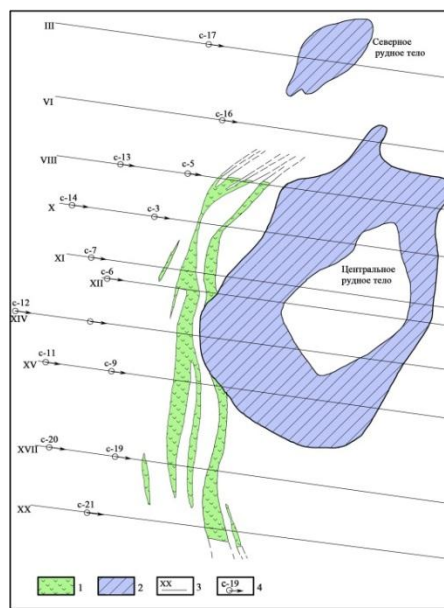 III
с-17
Северное
рудное тело
VI
с-16
VIII
с-13
с-5
X
с-14
с-3
XI
с-7
XII
с-6
Центральное
рудное тело
с-12
XIV
XV
с-11
с-9
XVII
с-20
с-19
XX
с-21
1
2
XX
3
с-19
4